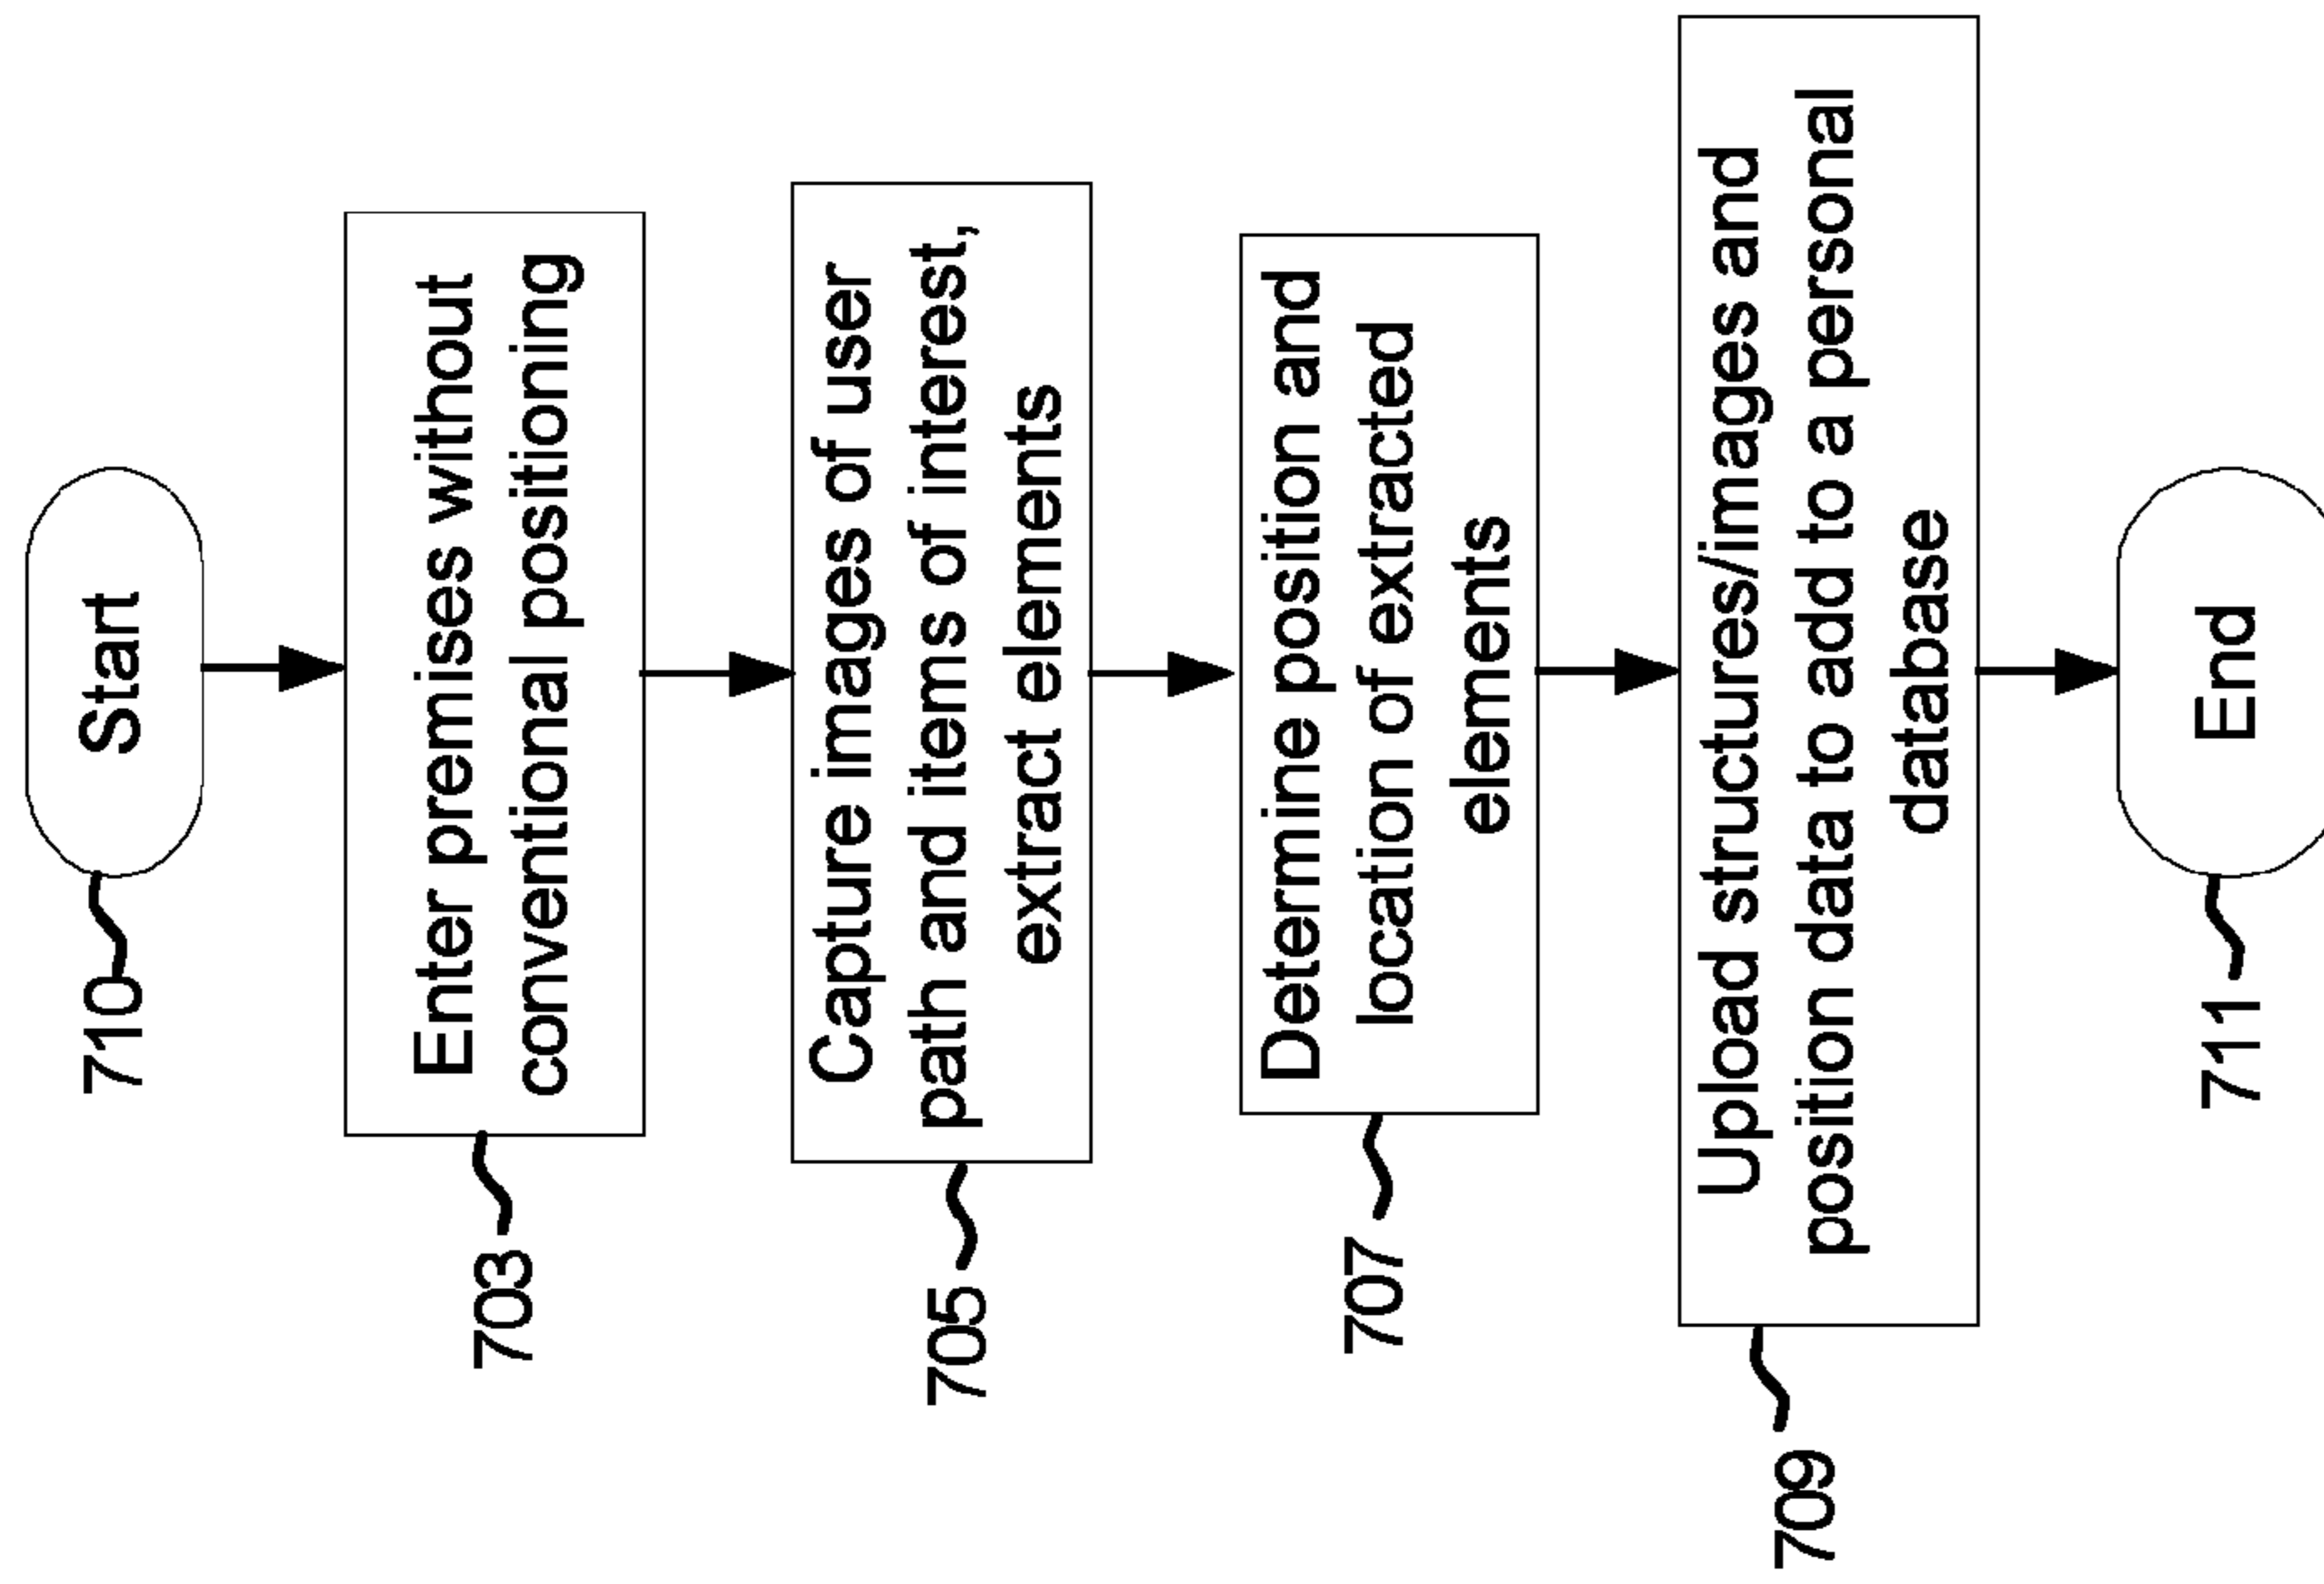 Start
710
Enter premises without
conventional positioning
703
Capture images of user
path and items of interest,
extract elements
705
Determine position and
location of extracted
elements
707
Upload structures/images and
position data to add to a personal
database
709
End
711